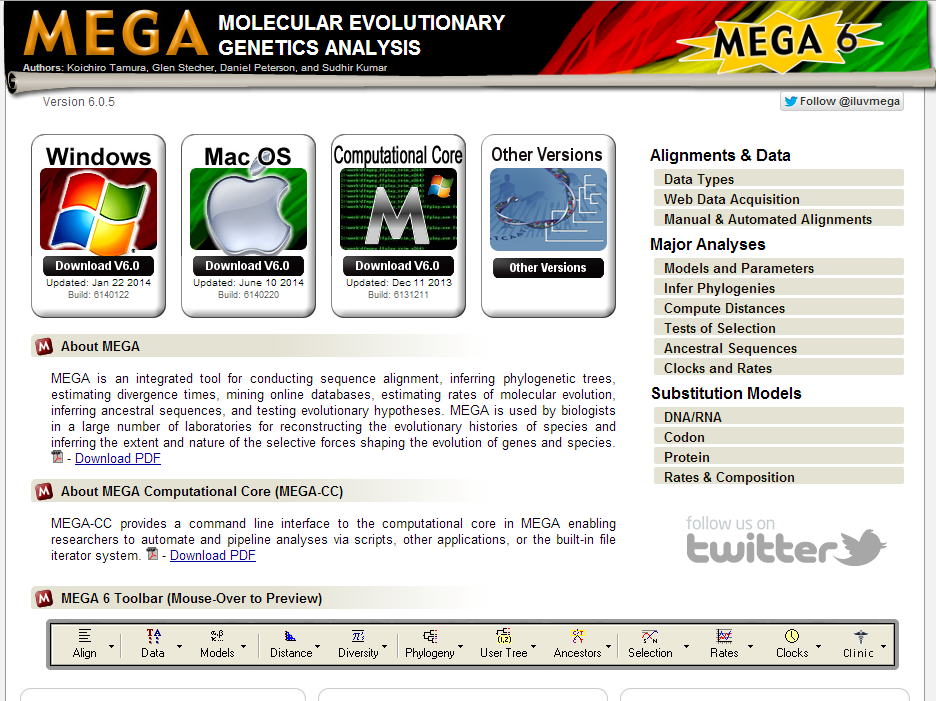 MEGA MOLECULAR EVOLUTIONARY
GENETICS ANALYSIS
MEGA 6
Authors: Koichiro Tamura, Glen Stecher, Daniel Peterson, and Sudhir Kumar
Version 6.0.5
Follow @iluvmega
Windows
Download V6.0
Updated: Jan 22 2014
Build: 6140122
Mac OS
Download V6.0
Updated: June 10 2014
Build: 6140220
Computational Core
M
Download V6.0
Updated: Dec 11 2013
Build: 6131211
Other Versions
Other Versions
M About MEGA
MEGA is an integrated tool for conducting sequence alignment, inferring phylogenetic trees,
estimating divergence times, mining online databases, estimating rates of molecular evolution,
inferring ancestral sequences, and testing evolutionary hypotheses. MEGA is used by biologists
in a large number of laboratories for reconstructing the evolutionary histories of species and
inferring the extent and nature of the selective forces shaping the evolution of genes and species.
- Download PDF
M About MEGA Computational Core (MEGA-CC)
MEGA-CC provides a command line interface to the computational core in MEGA enabling
researchers to automate and pipeline analyses via scripts, other applications, or the built-in file
iterator system. - Download PDF
Alignments & Data
Data Types
Web Data Acquisition
Manual & Automated Alignments
Major Analyses
Models and Parameters
Infer Phylogenies
Compute Distances
Tests of Selection
Ancestral Sequences
Clocks and Rates
Substitution Models
DNA/RNA
Codon
Protein
Rates & Composition
follow us on
twitter
M MEGA 6 Toolbar (Mouse-Over to Preview)
Align Data Models Distance Diversity Phylogeny User Tree Ancestors Selection Rates Clocks Clinic